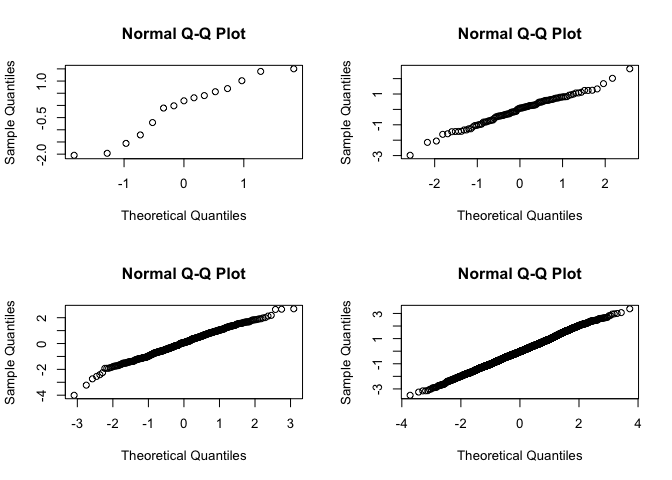 Normal Q-Q Plot
Sample Quantiles
-2.0 -0.5 1.0
-1 0 1
Theoretical Quantiles
Normal Q-Q Plot
Sample Quantiles
-3 -1 1
-2 -1 0 1 2
Theoretical Quantiles
Normal Q-Q Plot
Sample Quantiles
-4 -2 0 2
-3 -2 -1 0 1 2 3
Theoretical Quantiles
Normal Q-Q Plot
Sample Quantiles
-3 -1 1 3
-4 -2 0 2 4
Theoretical Quantiles